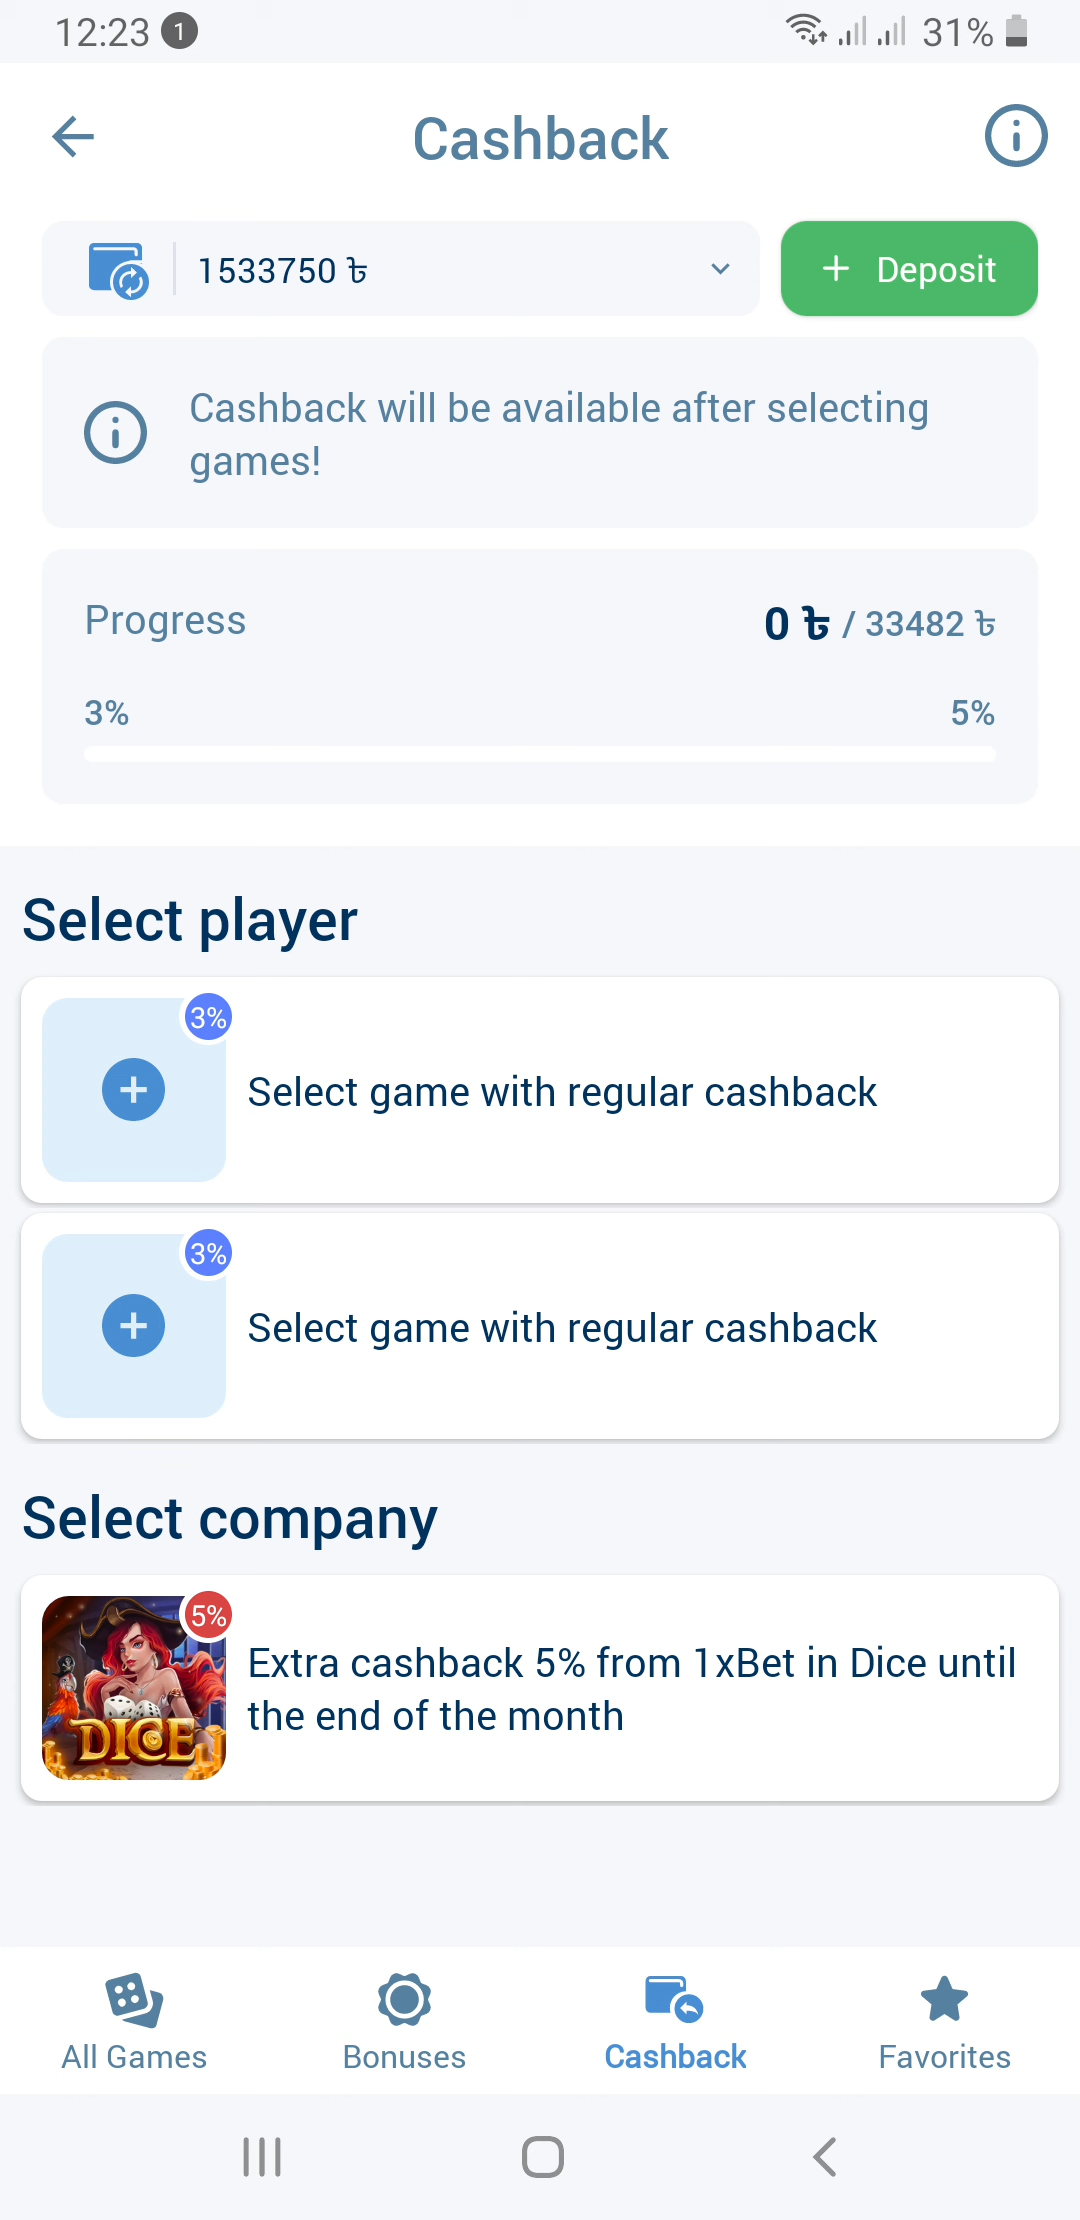 12:23 1 31%
Cashback
1533750 ৳
+ Deposit
Cashback will be available after selecting
games!
Progress 0 ৳ / 33482 ৳
3% 5%
Select player
3%
Select game with regular cashback
3%
Select game with regular cashback
Select company
5%
DICE
Extra cashback 5% from 1xBet in Dice until
the end of the month
All Games Bonuses Cashback Favorites